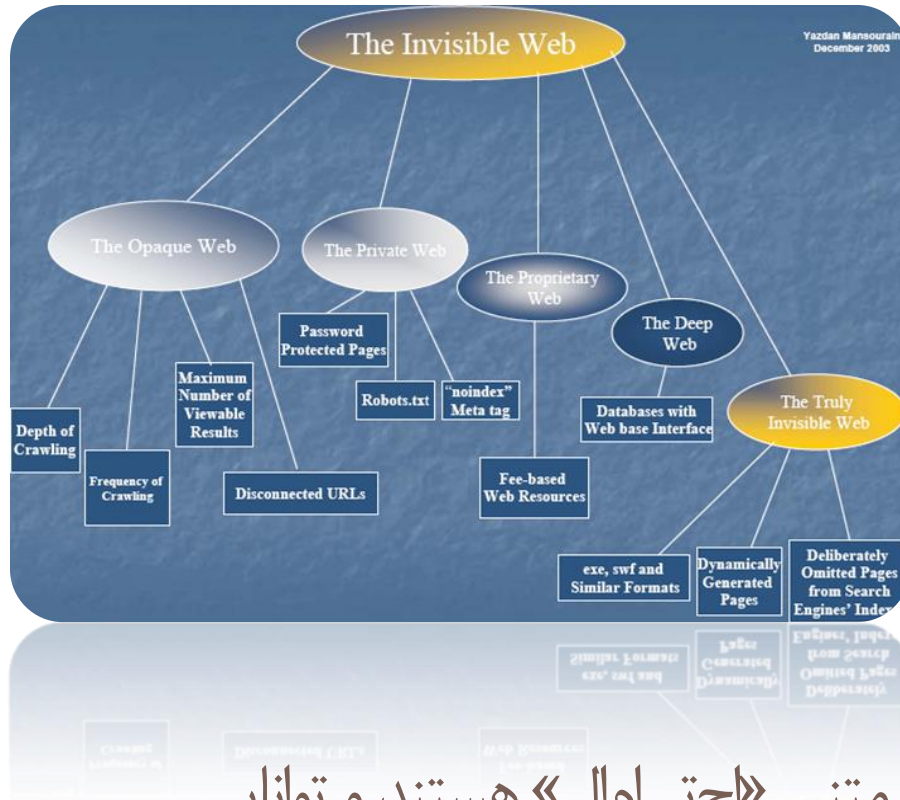 The Invisible Web
Yazdan Mansourain
December 2003
The Opaque Web
The Private Web
The Proprietary
Web
The Deep
Web
The Truly
Invisible Web
Depth of
Crawling
Frequency of
Crawling
Maximum
Number of
Viewable
Results
Disconnected URLs
Password
Protected Pages
Robots.txt
“noindex”
Meta tag
Fee-based
Web Resources
Databases with
Web base Interface
exe, swf and
Similar Formats
Dynamically
Generated
Pages
Deliberately
Omitted Pages
from Search
Engines’ Index
هستند و